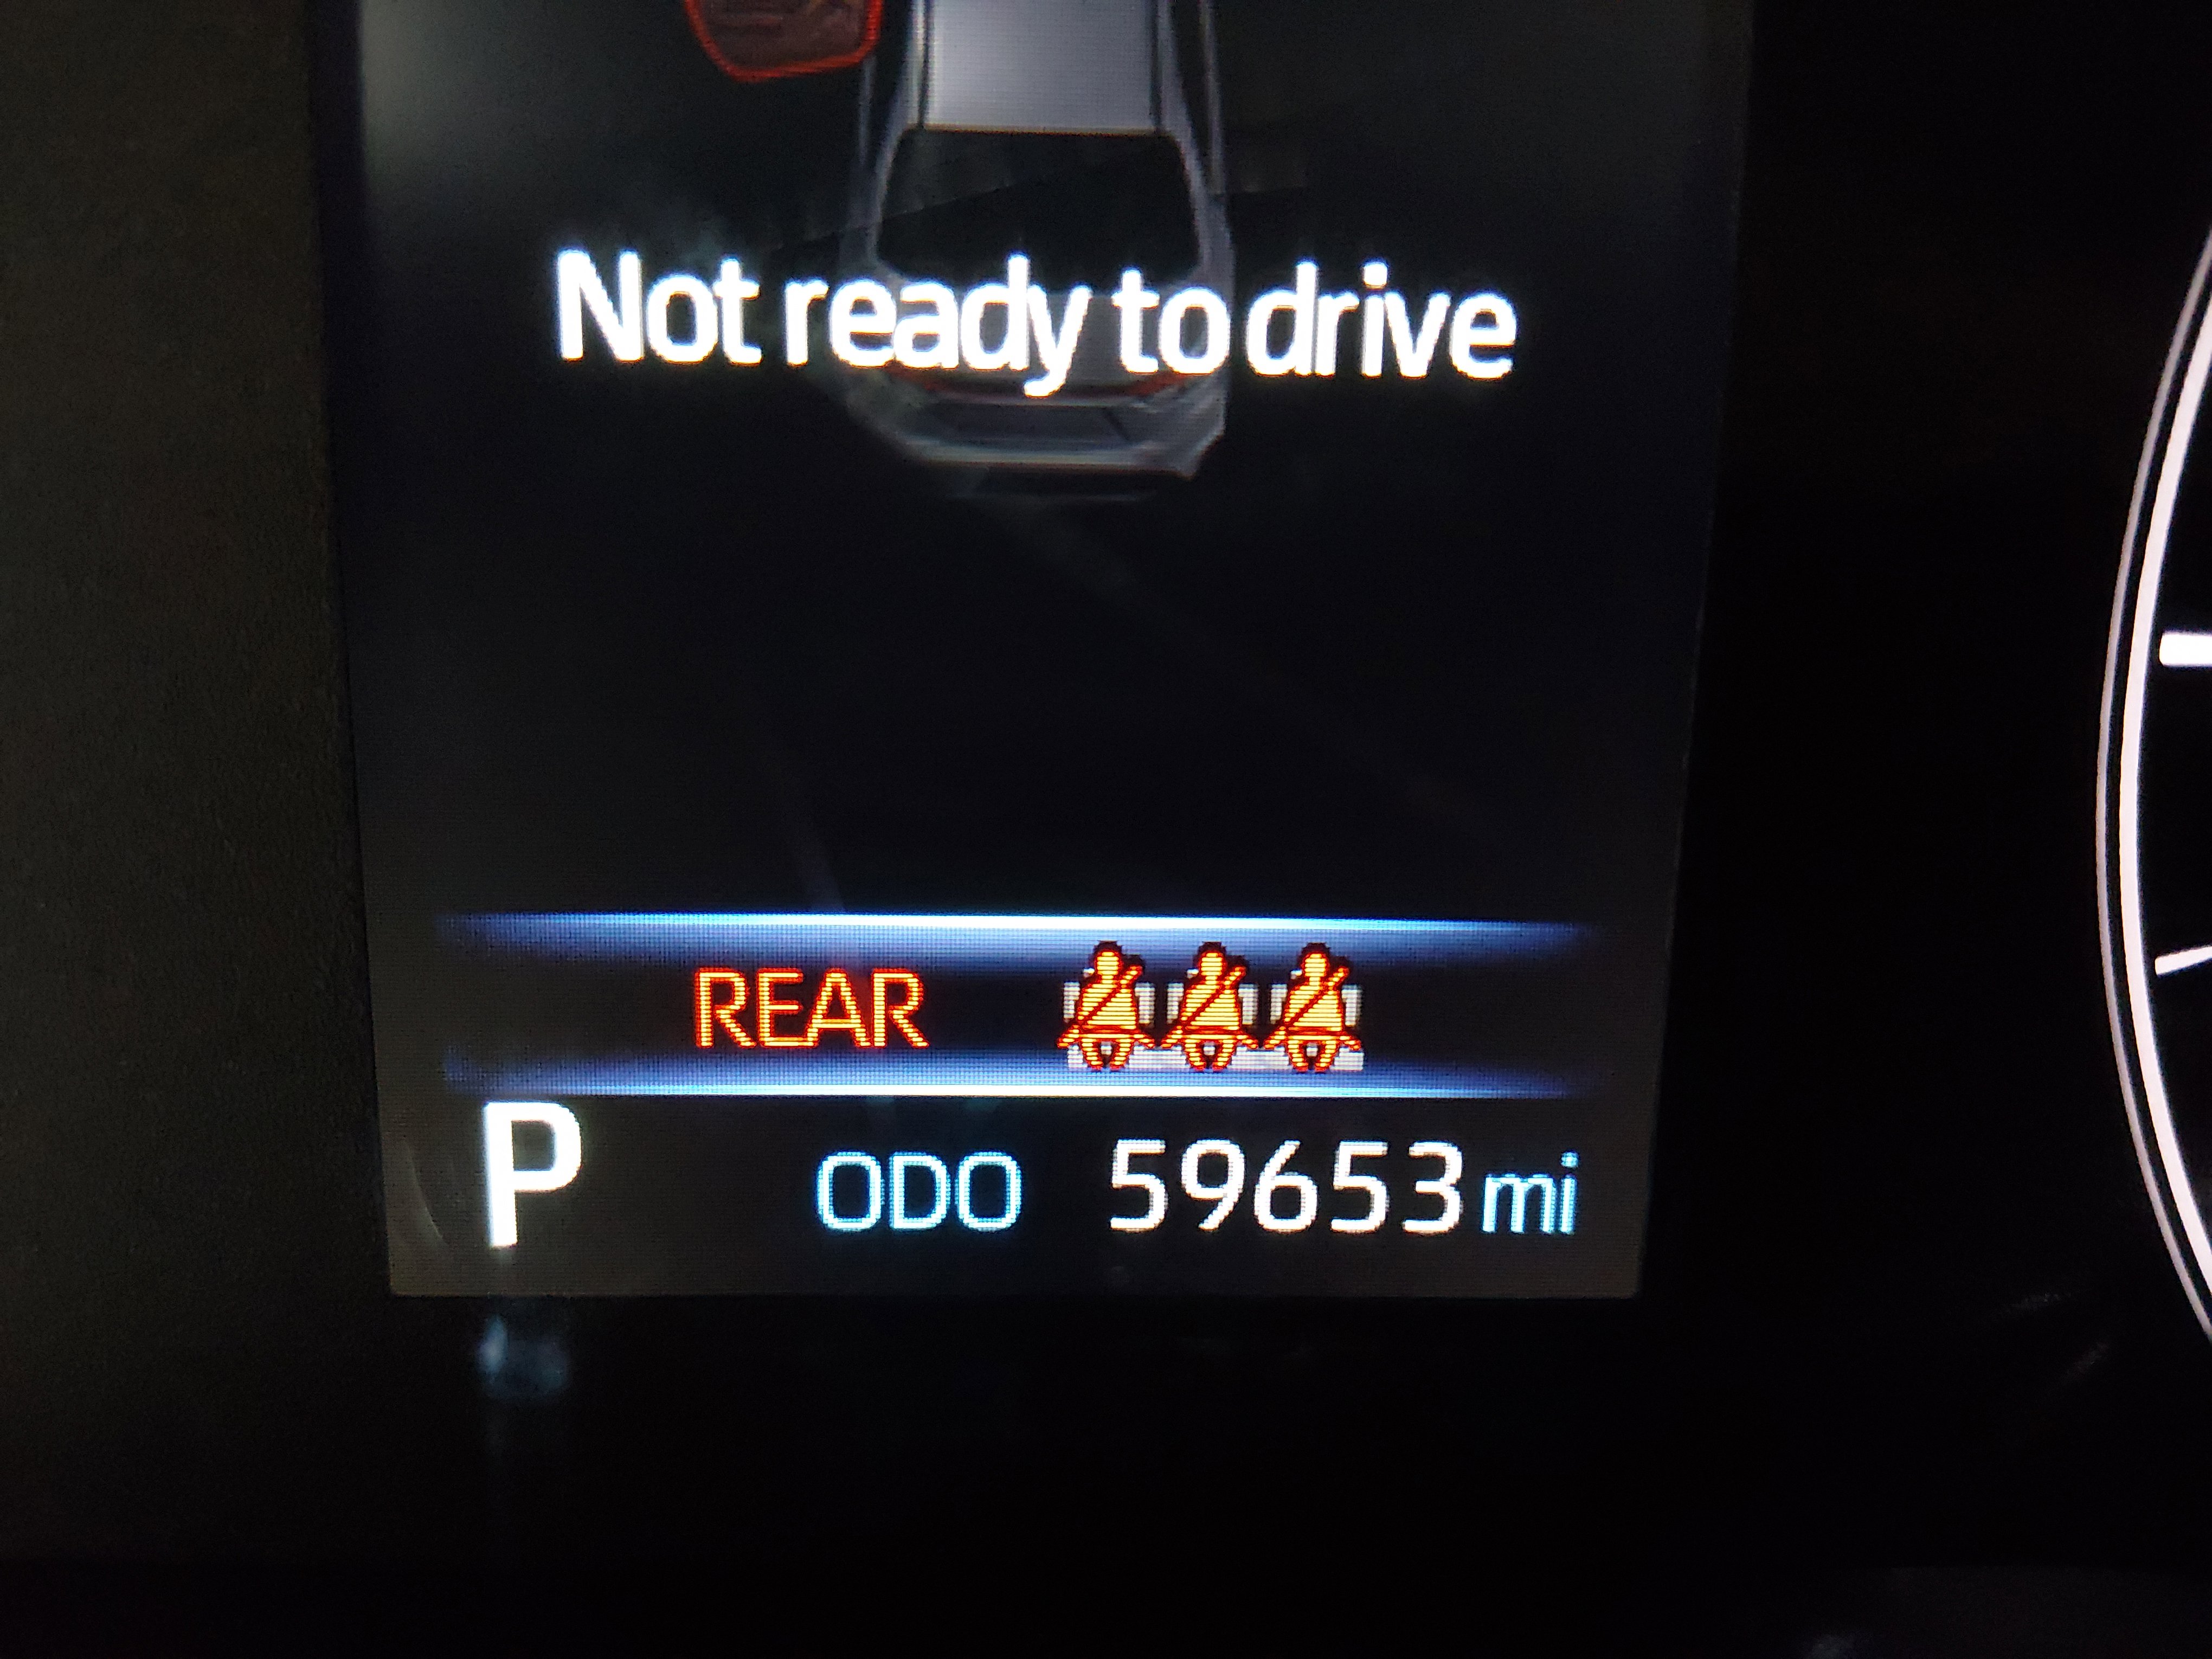 Not ready to drive
REAR
P ODO 59653 mi